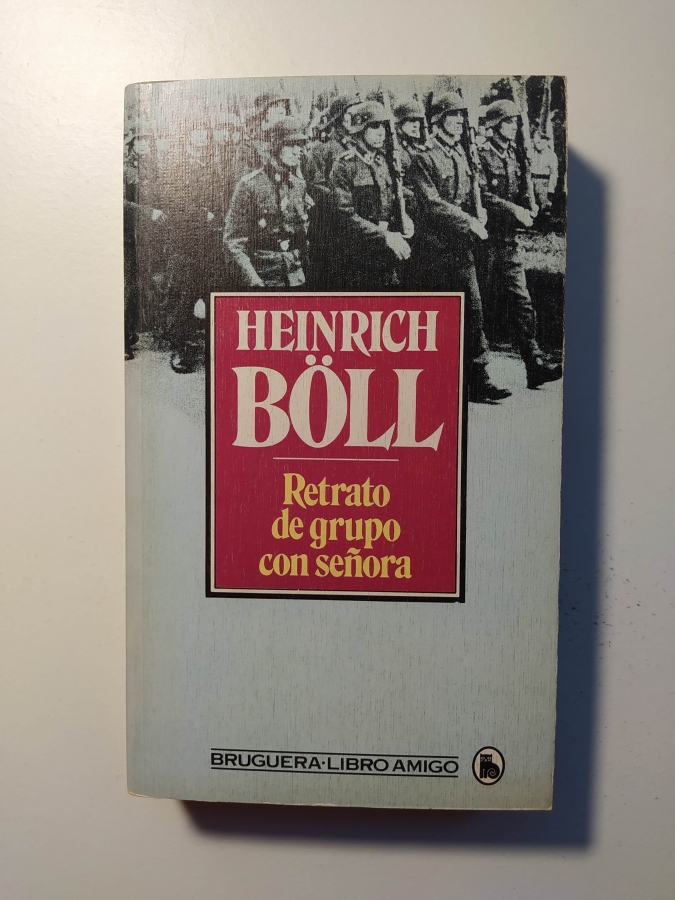 HEINRICH
BÖLL
Retrato
de grupo
con señora
BRUGUERA·LIBRO AMIGO